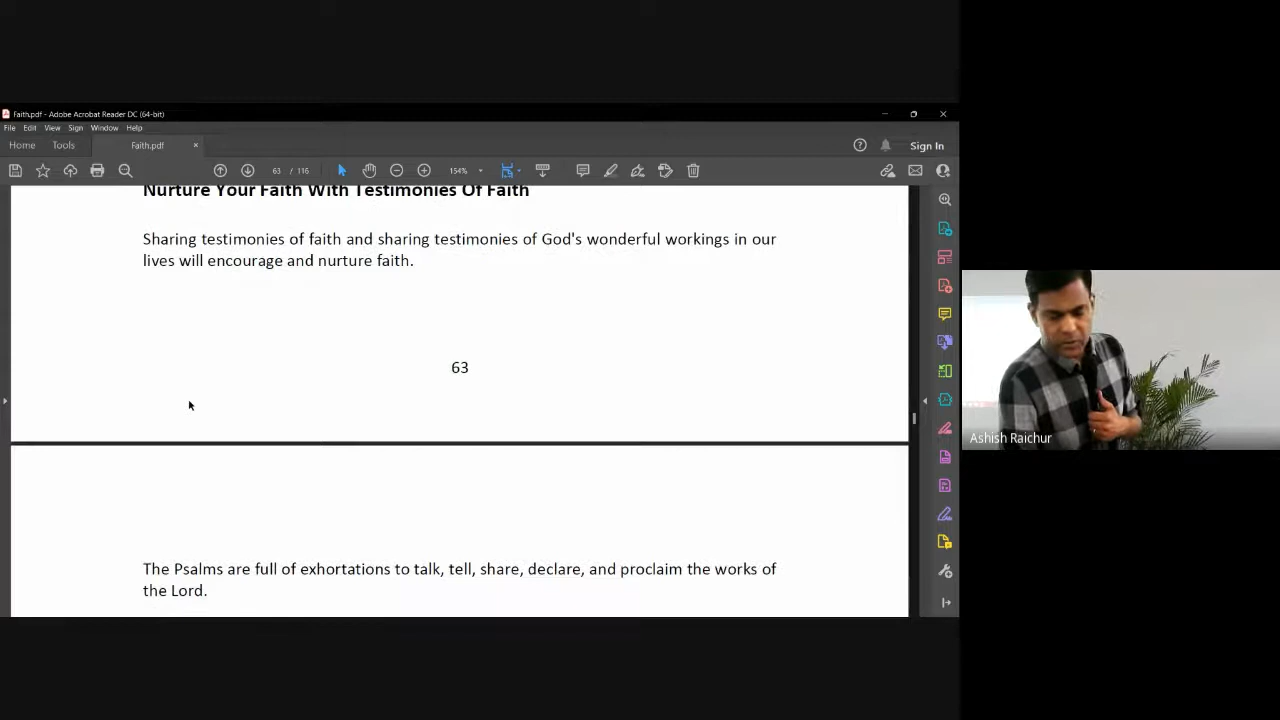 Faith.pdf - Adobe Acrobat Reader DC (64-bit)
File Edit View Sign Window Help
Home Tools Faith.pdf × Sign In
63 / 116 154%
Nurture Your Faith With Testimonies Of Faith
Sharing testimonies of faith and sharing testimonies of God's wonderful workings in our
lives will encourage and nurture faith.
63
The Psalms are full of exhortations to talk, tell, share, declare, and proclaim the works of
the Lord.
Ashish Raichur